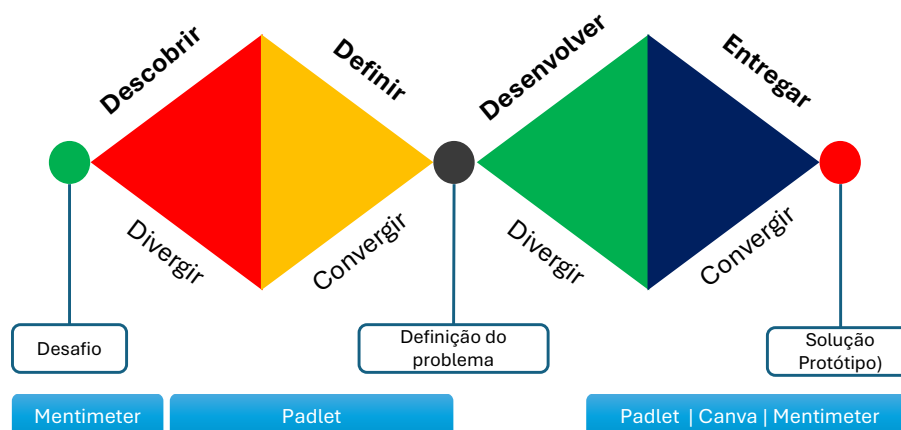 Descobrir
Definir
Desenvolver
Entregar
Divergir
Convergir
Divergir
Convergir
Desafio
Definição do
problema
Solução
Protótipo)
Mentimeter
Padlet
Padlet | Canva | Mentimeter